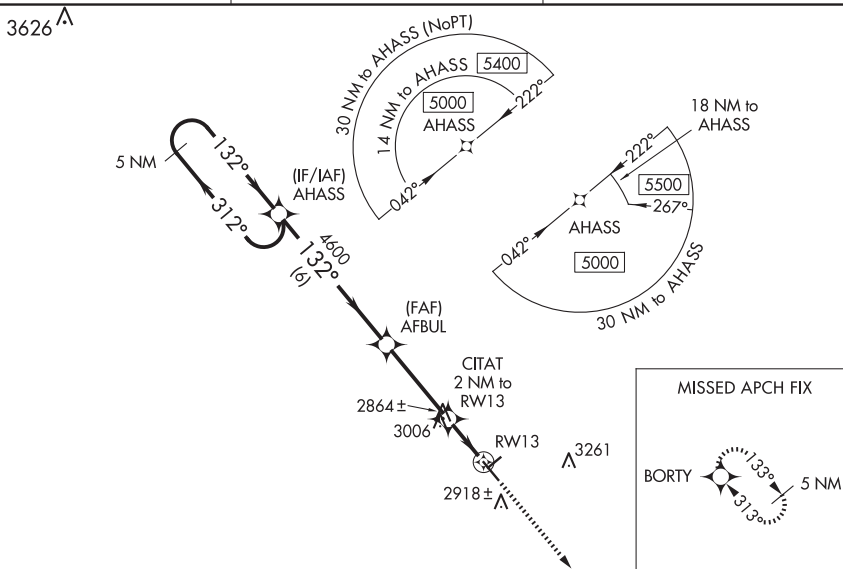 3626
30 NM to AHASS (NoPT)
5400
14 NM to AHASS
5000
AHASS
222°
042°
18 NM to
AHASS
222°
5500
267°
AHASS
042°
5000
30 NM to AHASS
5 NM
132°
312°
(IF/IAF)
AHASS
4600
132°
(6)
(FAF)
AFBUL
CITAT
2 NM to
RW13
2864 ±
3006
RW13
3261
2918 ±
MISSED APCH FIX
BORTY
133°
313°
5 NM